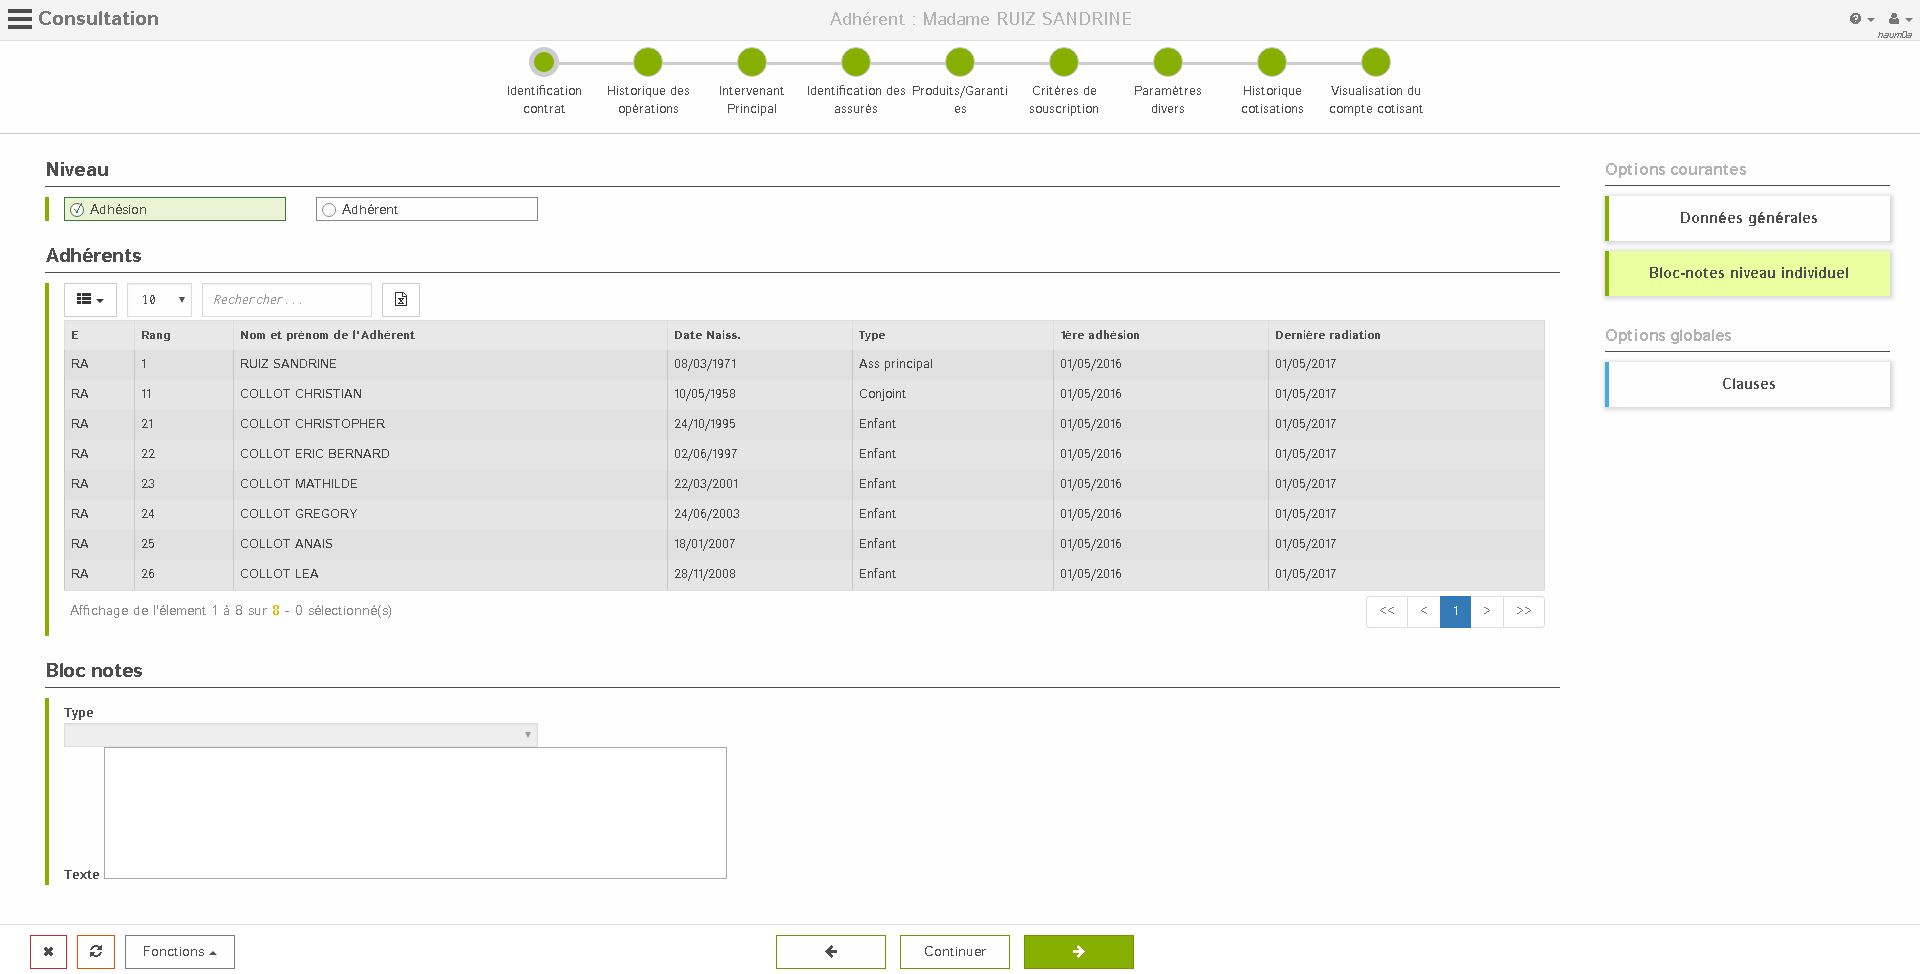 Consultation
Adhérent : Madame RUIZ SANDRINE
haum0a
Identification contrat
Historique des opérations
Intervenant Principal
Identification des assurés
Produits/Garanties
Critères de souscription
Paramètres divers
Historique cotisations
Visualisation du compte cotisant
Niveau
Adhésion
Adhérent
Adhérents
10
Rechercher...
E Rang Nom et prénom de l'Adhérent Date Naiss. Type 1ère adhésion Dernière radiation
RA 1 RUIZ SANDRINE 08/03/1971 Ass principal 01/05/2016 01/05/2017
RA 11 COLLOT CHRISTIAN 10/05/1958 Conjoint 01/05/2016 01/05/2017
RA 21 COLLOT CHRISTOPHER 24/10/1995 Enfant 01/05/2016 01/05/2017
RA 22 COLLOT ERIC BERNARD 02/06/1997 Enfant 01/05/2016 01/05/2017
RA 23 COLLOT MATHILDE 22/03/2001 Enfant 01/05/2016 01/05/2017
RA 24 COLLOT GREGORY 24/06/2003 Enfant 01/05/2016 01/05/2017
RA 25 COLLOT ANAIS 18/01/2007 Enfant 01/05/2016 01/05/2017
RA 26 COLLOT LEA 28/11/2008 Enfant 01/05/2016 01/05/2017
Affichage de l'élement 1 à 8 sur 8 - 0 sélectionné(s)
<< < 1 > >>
Bloc notes
Type
Texte
Options courantes
Données générales
Bloc-notes niveau individuel
Options globales
Clauses
Fonctions
Continuer